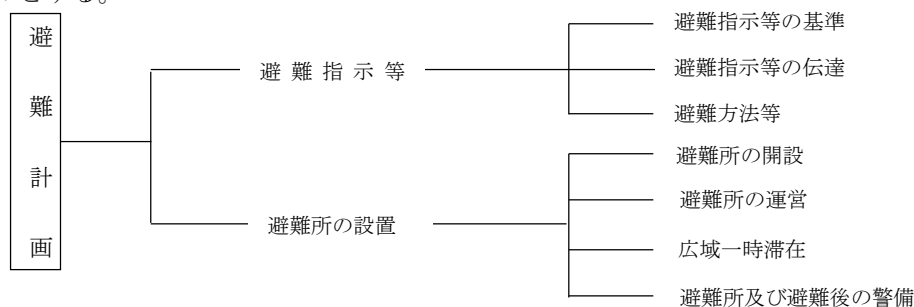 とする。
避難計画
避難指示等
避難指示等の基準
避難指示等の伝達
避難方法等
避難所の設置
避難所の開設
避難所の運営
広域一時滞在
避難所及び避難後の警備